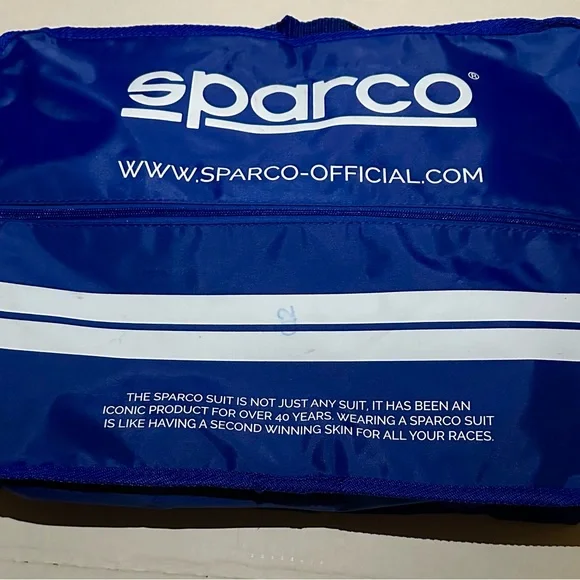 sparco®
WWW.SPARCO-OFFICIAL.COM
THE SPARCO SUIT IS NOT JUST ANY SUIT, IT HAS BEEN AN
ICONIC PRODUCT FOR OVER 40 YEARS. WEARING A SPARCO SUIT
IS LIKE HAVING A SECOND WINNING SKIN FOR ALL YOUR RACES.